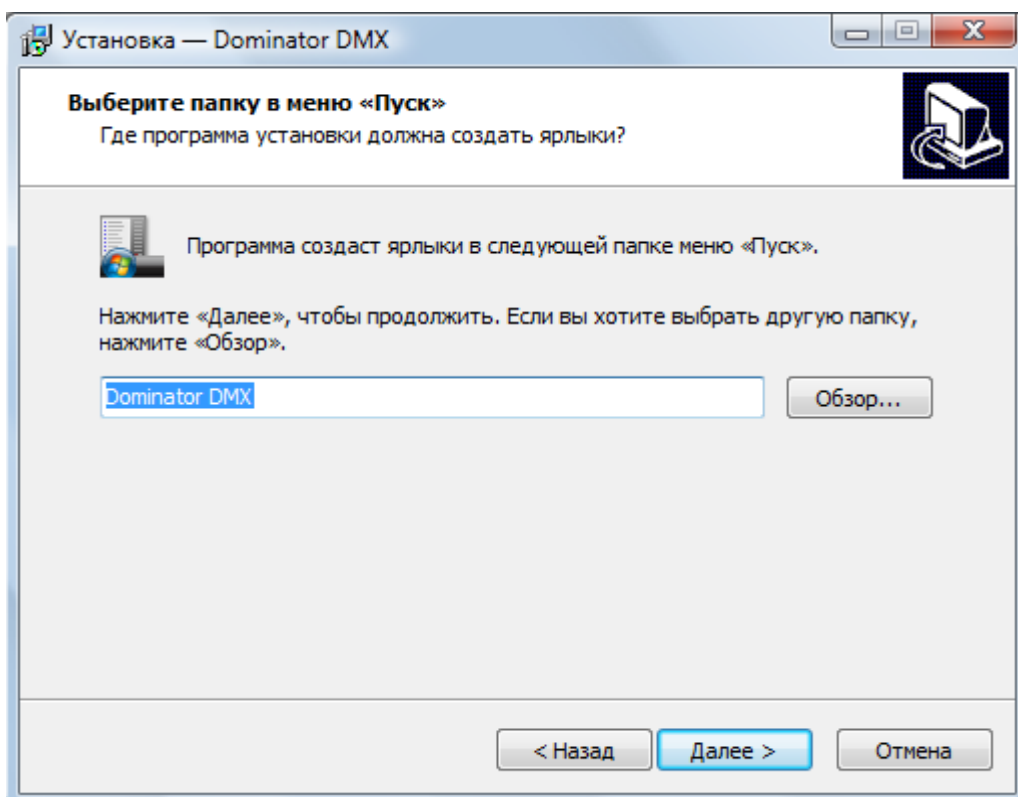 Установка — Dominator DMX
Выберите папку в меню «Пуск»
Где программа установки должна создать ярлыки?
Программа создаст ярлыки в следующей папке меню «Пуск».
Нажмите «Далее», чтобы продолжить. Если вы хотите выбрать другую папку,
нажмите «Обзор».
Dominator DMX
Обзор...
< Назад
Далее >
Отмена